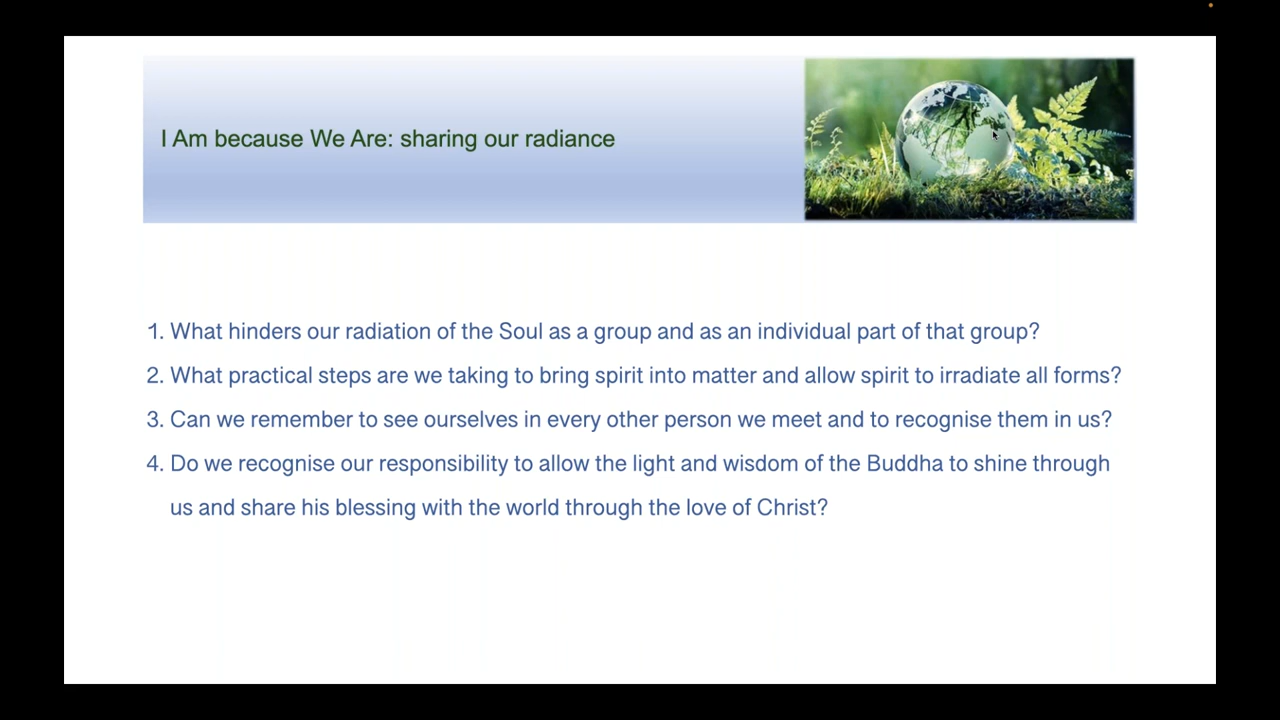 I Am because We Are: sharing our radiance
1. What hinders our radiation of the Soul as a group and as an individual part of that group?
2. What practical steps are we taking to bring spirit into matter and allow spirit to irradiate all forms?
3. Can we remember to see ourselves in every other person we meet and to recognise them in us?
4. Do we recognise our responsibility to allow the light and wisdom of the Buddha to shine through
us and share his blessing with the world through the love of Christ?